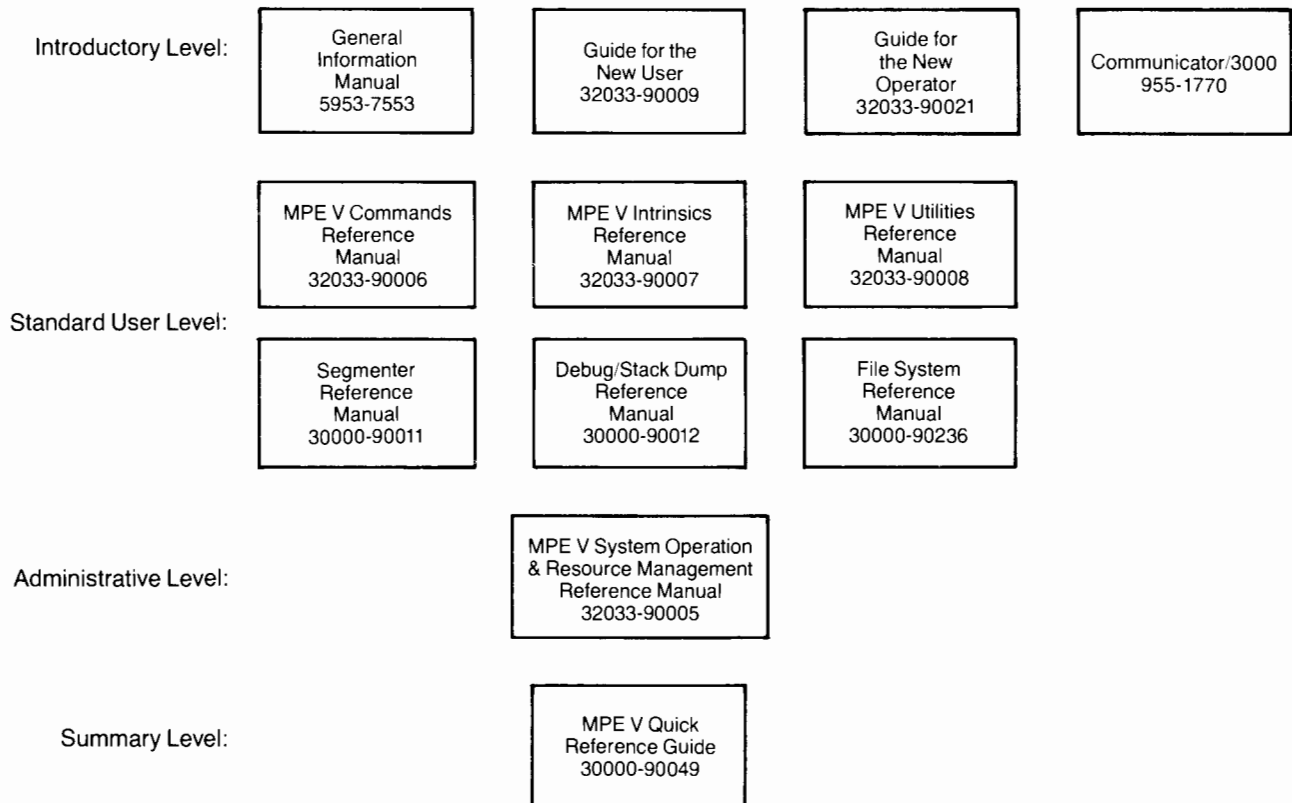 Introductory Level:
General
Information
Manual
5953-7553
Guide for the
New User
32033-90009
Guide for
the New
Operator
32033-90021
Communicator/3000
955-1770
Standard User Level:
MPE V Commands
Reference
Manual
32033-90006
MPE V Intrinsics
Reference
Manual
32033-90007
MPE V Utilities
Reference
Manual
32033-90008
Segmenter
Reference
Manual
30000-90011
Debug/Stack Dump
Reference
Manual
30000-90012
File System
Reference
Manual
30000-90236
Administrative Level:
MPE V System Operation
& Resource Management
Reference Manual
32033-90005
Summary Level:
MPE V Quick
Reference Guide
30000-90049